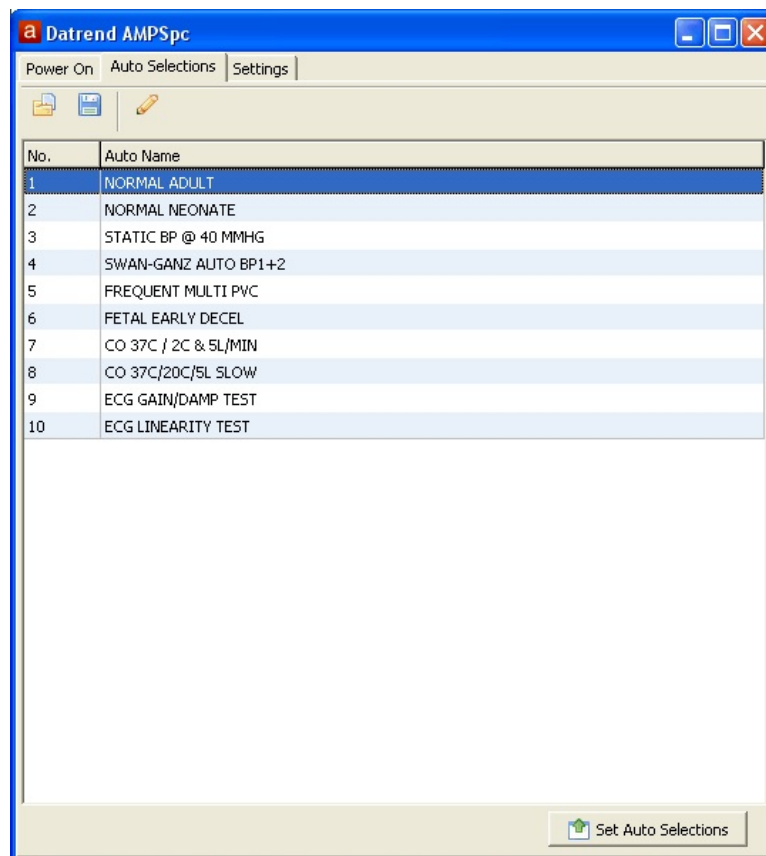 a Datrend AMPSpc
Power On Auto Selections Settings
No. Auto Name
1 NORMAL ADULT
2 NORMAL NEONATE
3 STATIC BP @ 40 MMHG
4 SWAN-GANZ AUTO BP1+2
5 FREQUENT MULTI PVC
6 FETAL EARLY DECEL
7 CO 37C / 2C & 5L/MIN
8 CO 37C/20C/5L SLOW
9 ECG GAIN/DAMP TEST
10 ECG LINEARITY TEST
Set Auto Selections